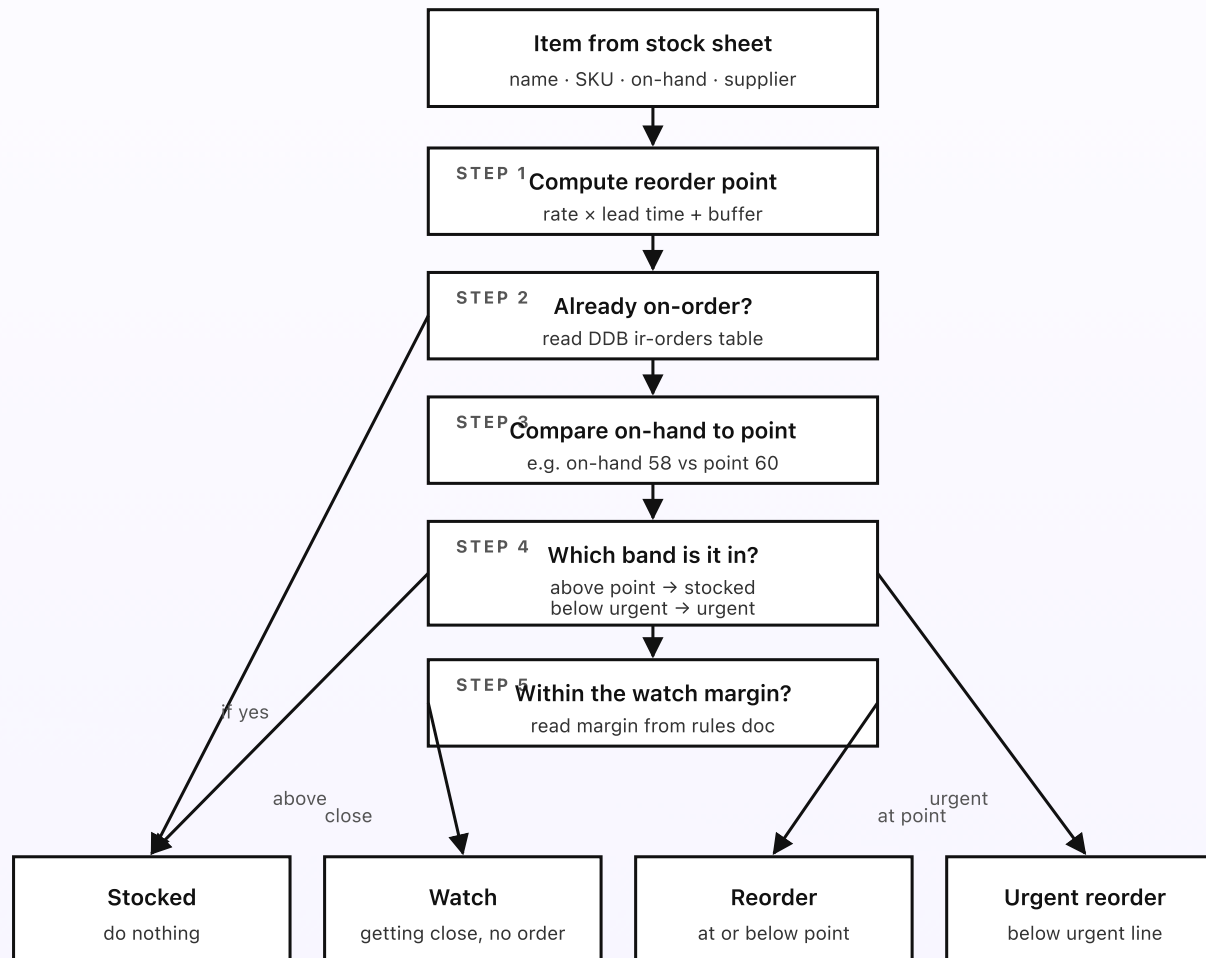 Item from stock sheet
name · SKU · on-hand · supplier
STEP 1
Compute reorder point
rate × lead time + buffer
STEP 2
Already on-order?
read DDB ir-orders table
STEP 3
Compare on-hand to point
e.g. on-hand 58 vs point 60
STEP 4
Which band is it in?
above point → stocked
below urgent → urgent
STEP 5
Within the watch margin?
read margin from rules doc
if yes
above
close
urgent
at point
Stocked
do nothing
Watch
getting close, no order
Reorder
at or below point
Urgent reorder
below urgent line